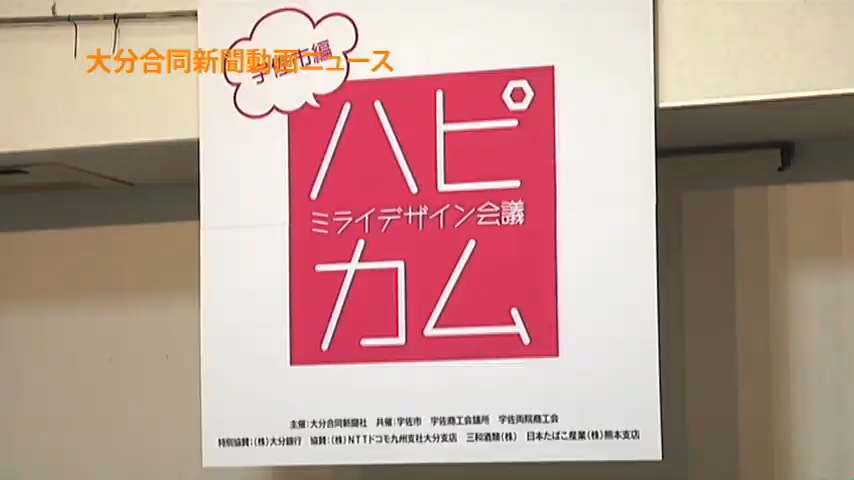 大分合同新聞動画ニュース
宇佐市編
ハピ
ミライデザイン会議
カム
主催：大分合同新聞社　共催：宇佐市　宇佐商工会議所　宇佐両院商工会
特別協賛：（株）大分銀行　協賛：（株）NTTドコモ九州支社大分支店　三和酒類（株）　日本たばこ産業（株）熊本支店